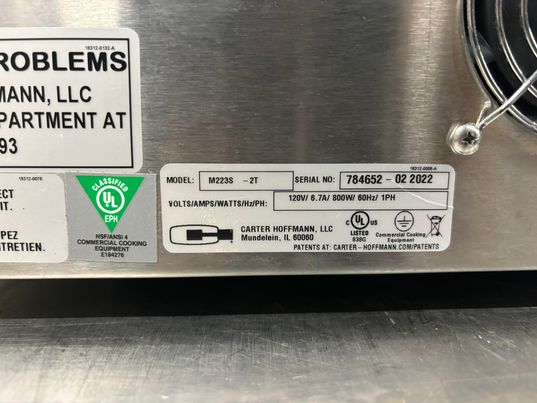 18312-0132-A
ROBLEMS
MANN, LLC
PARTMENT AT
93
18312-0076
ECT
IT.
PEZ
TRETIEN.
UL
EPH
NSF/ANSI 4
COMMERCIAL COOKING
EQUIPMENT
E184276
18312-0008-A
MODEL: M223S -2T SERIAL NO: 784652 - 02 2022
VOLTS/AMPS/WATTS/Hz/PH: 120V/ 6.7A/ 800W/ 60Hz/ 1PH
CARTER HOFFMANN, LLC
Mundelein, IL 60060
C UL US
LISTED
838G
Commercial Cooking
Equipment
PATENTS AT: CARTER-HOFFMANN.COM/PATENTS